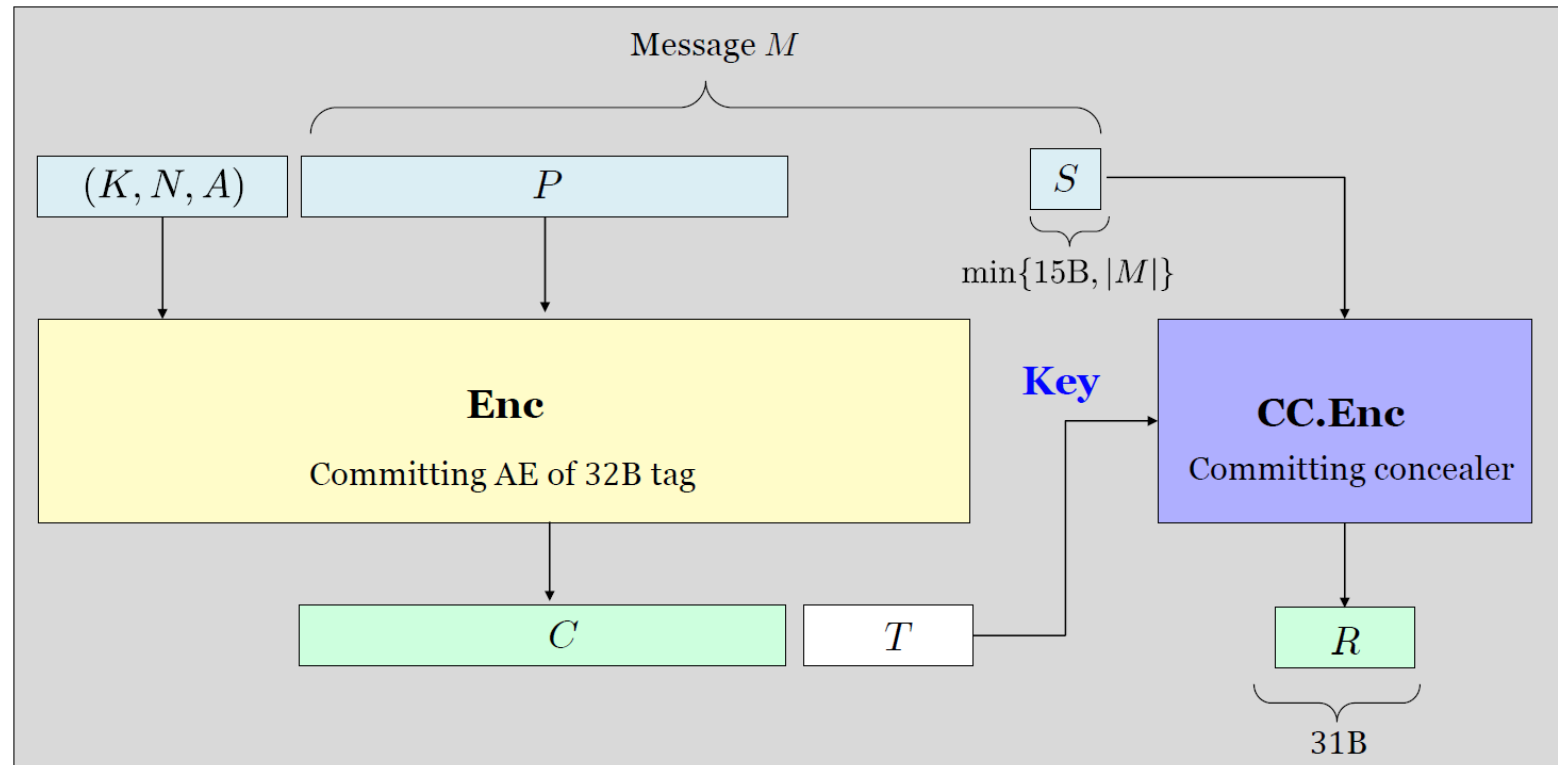 Message M
(K, N, A)
P
S
min{15B, |M|}
Enc
Committing AE of 32B tag
Key
CC.Enc
Committing concealer
C
T
R
31B